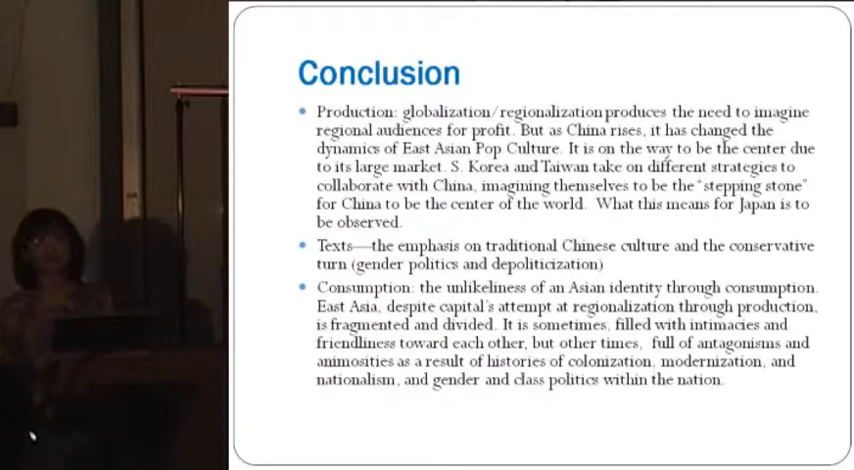 Conclusion
Production: globalization/regionalization produces the need to imagine
regional audiences for profit. But as China rises, it has changed the
dynamics of East Asian Pop Culture. It is on the way to be the center due
to its large market. S. Korea and Taiwan take on different strategies to
collaborate with China, imagining themselves to be the "stepping stone"
for China to be the center of the world. What this means for Japan is to
be observed.
Texts—the emphasis on traditional Chinese culture and the conservative
turn (gender politics and depoliticization)
Consumption: the unlikeliness of an Asian identity through consumption.
East Asia, despite capital's attempt at regionalization through production,
is fragmented and divided. It is sometimes, filled with intimacies and
friendliness toward each other, but other times, full of antagonisms and
animosities as a result of histories of colonization, modernization, and
nationalism, and gender and class politics within the nation.